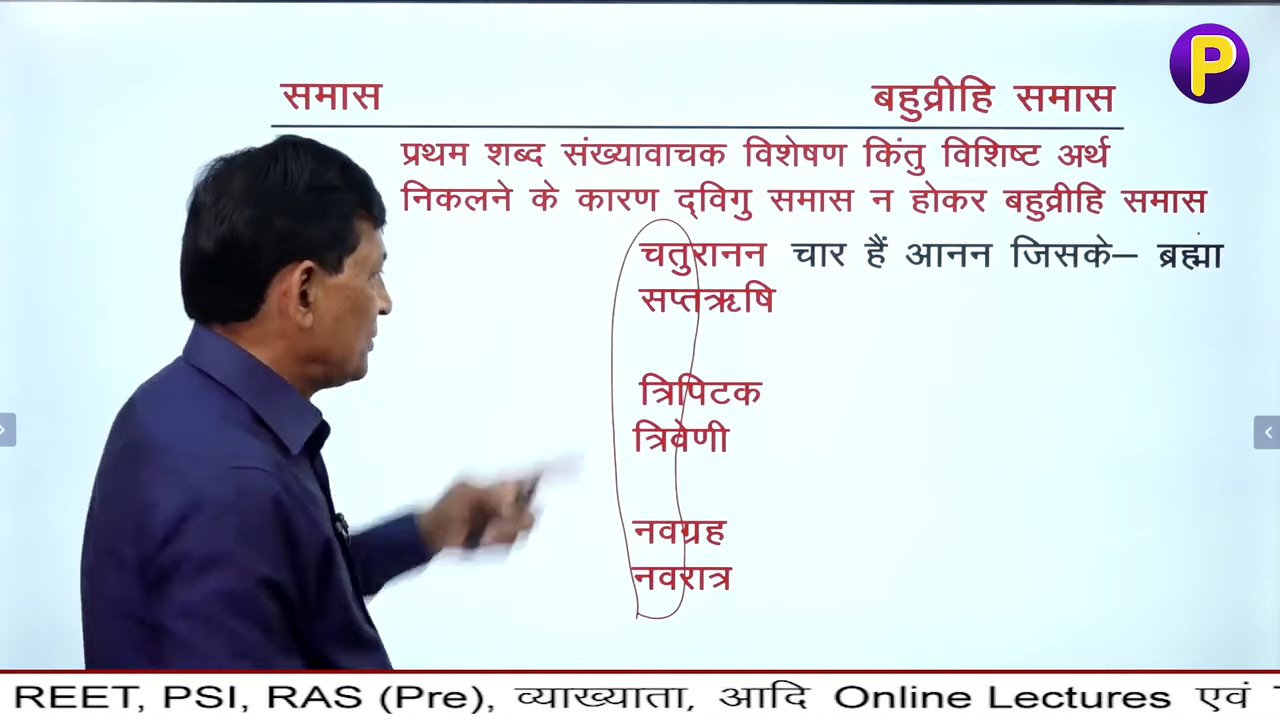 समास बहुव्रीहि समास
प्रथम शब्द संख्यावाचक विशेषण किंतु विशिष्ट अर्थ
निकलने के कारण द्विगु समास न होकर बहुव्रीहि समास
चतुरानन चार हैं आनन जिसके– ब्रह्मा
सप्तऋषि
त्रिपिटक
त्रिवेणी
नवग्रह
नवरात्र
REET, PSI, RAS (Pre), व्याख्याता, आदि Online Lectures एवं
P